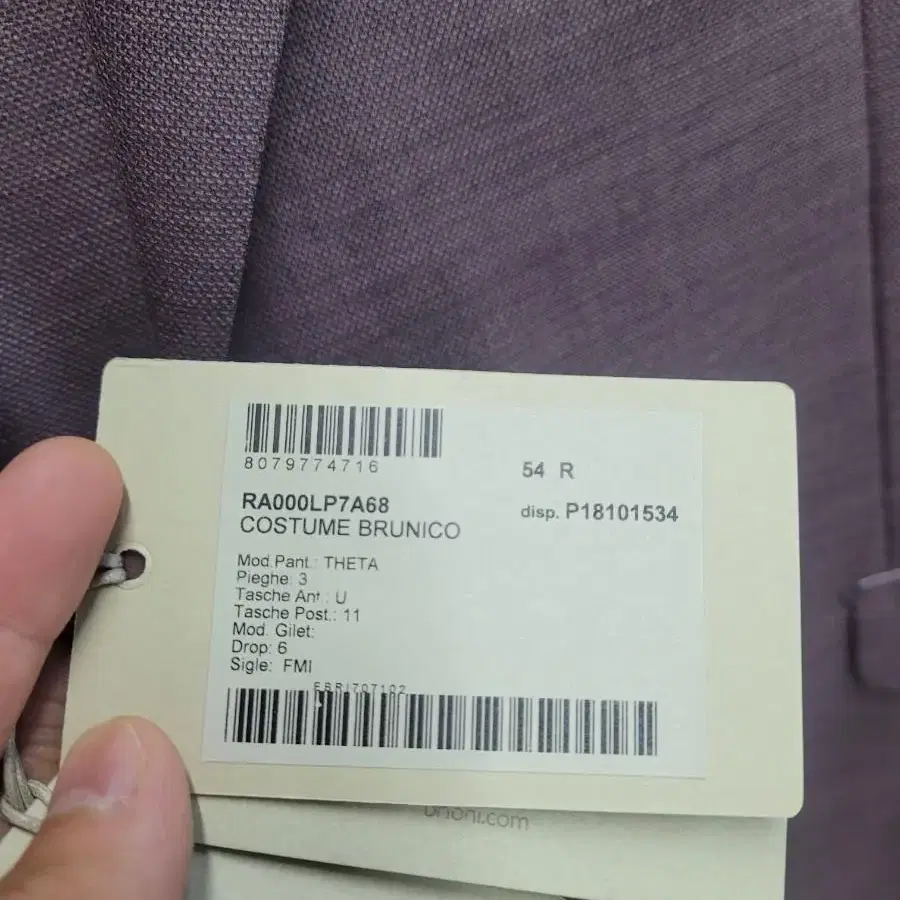 8079774716
54 R
RA000LP7A68
disp. P18101534
COSTUME BRUNICO
Mod.Pant.: THETA
Pieghe: 3
Tasche Ant.: U
Tasche Post.: 11
Mod. Gilet:
Drop: 6
Sigle: FMI
brioni.com